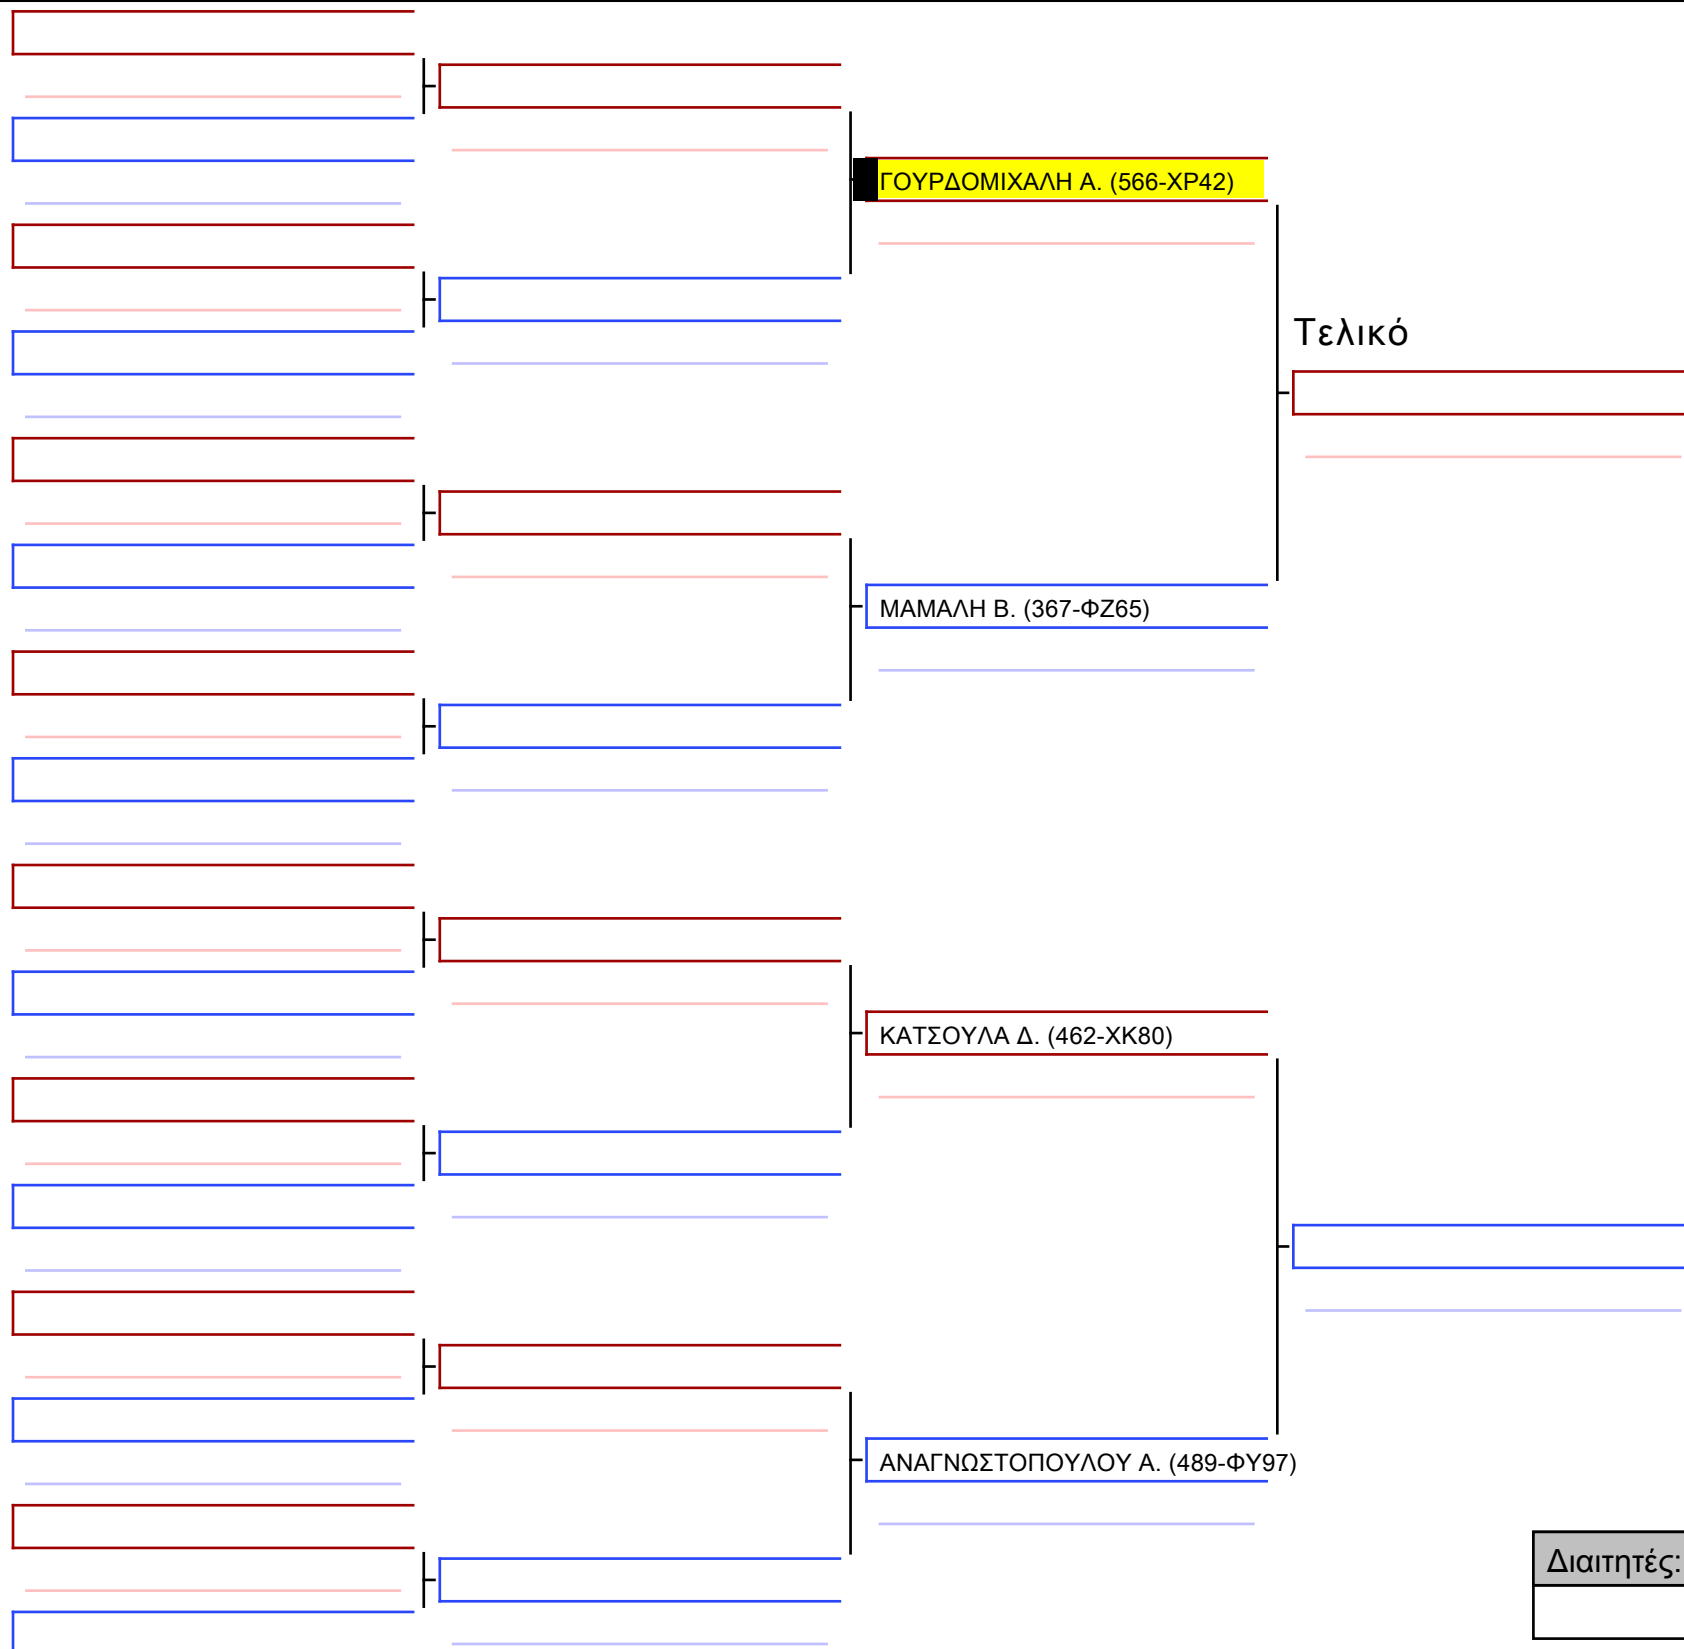 ΓΟΥΡΔΟΜΙΧΑΛΗ Α. (566-ΧΡ42)
Τελικό
ΜΑΜΑΛΗ Β. (367-ΦΖ65)
ΚΑΤΣΟΥΛΑ Δ. (462-ΧΚ80)
ΑΝΑΓΝΩΣΤΟΠΟΥΛΟΥ Α. (489-ΦΥ97)
Διαιτητές: